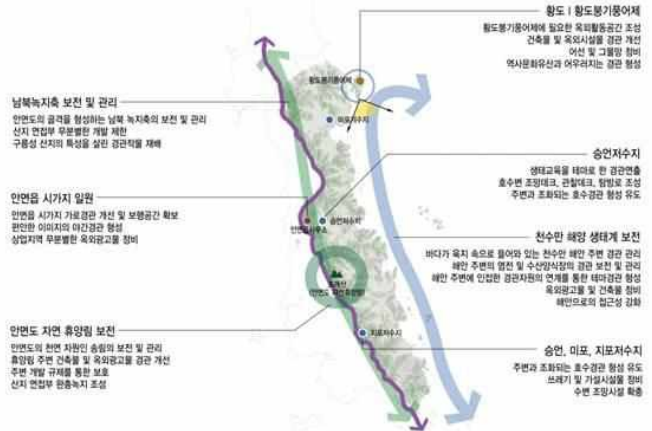 황도 | 황도붕기풍어제
황도붕기풍어제에 필요한 옥외활동공간 조성
건축물 및 옥외시설물 경관 개선
어선 및 그물망 정비
역사문화유산과 어우러지는 경관 형성
남북녹지축 보전 및 관리
안면도의 골격을 형성하는 남북 녹지축의 보전 및 관리
산지 연접부 무분별한 개발 제한
구릉성 산지의 특성을 살린 경관작물 재배
황도붕기풍어제
미포저수지
승언저수지
생태교육을 테마로 한 경관연출
호수변 조망데크, 관찰데크, 탐방로 조성
주변과 조화되는 호수경관 형성 유도
안면읍 시가지 일원
안면읍 시가지 가로경관 개선 및 보행공간 확보
편안한 이미지의 야간경관 형성
상업지역 무분별한 옥외광고물 정비
안면읍사무소
승언저수지
천수만 해양 생태계 보전
바다가 육지 속으로 들어와 있는 천수만 해안 주변 경관 관리
해안 주변의 염전 및 수산양식장의 경관 보전 및 관리
해안 주변에 인접한 경관자원의 연계를 통한 테마경관 형성
옥외광고물 및 건축물 정비
해안으로의 접근성 강화
(안면도 자연휴양림)
안면도 자연 휴양림 보전
안면도의 천연 자원인 송림의 보전 및 관리
휴양림 주변 건축물 및 옥외광고물 경관 개선
주변 개발 규제를 통한 보호
산지 연접부 완충녹지 조성
지포저수지
승언, 미포, 지포저수지
주변과 조화되는 호수경관 형성 유도
쓰레기 및 가설시설물 정비
수변 조망시설 확충